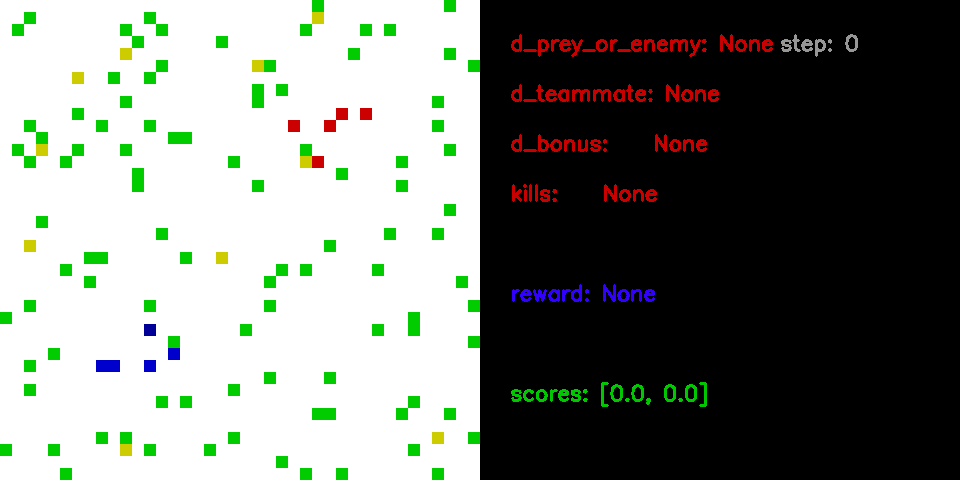 d_prey_or_enemy: None step: 0
d_teammate: None
d_bonus: None
kills: None
reward: None
scores: [0.0, 0.0]